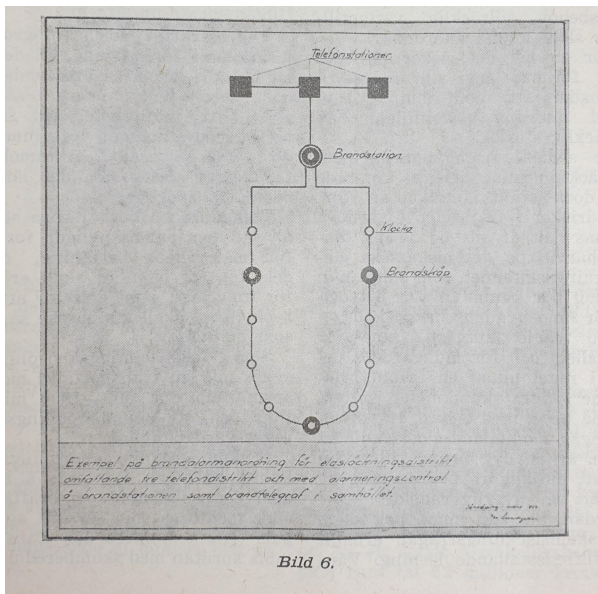 Telefonstationer
Brandstation
Klocka
Brandskåp
Exempel på brandalarmanordning för eldsläckningsdistrikt
omfattande tre telefondistrikt och med alarmeringscontrol
å brandstationen samt brandtelegraf i samhället.
Bild 6.